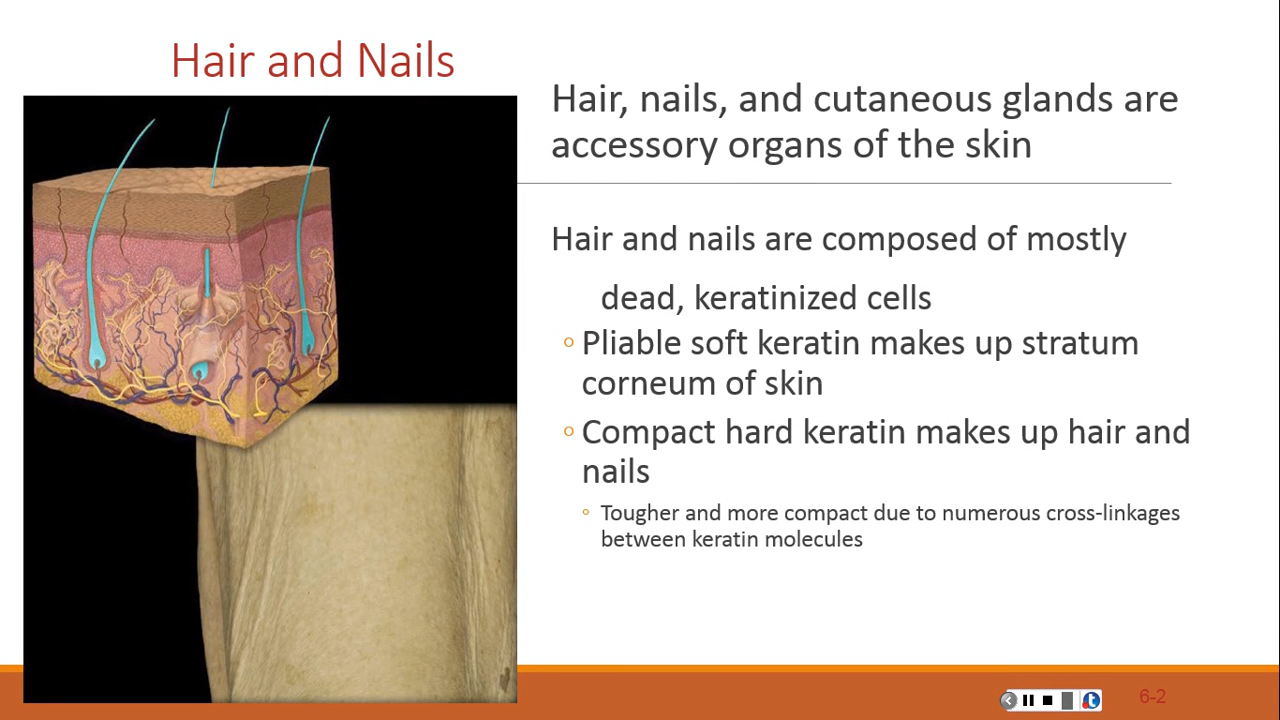 Hair and Nails
Hair, nails, and cutaneous glands are
accessory organs of the skin
Hair and nails are composed of mostly
dead, keratinized cells
Pliable soft keratin makes up stratum
corneum of skin
Compact hard keratin makes up hair and
nails
Tougher and more compact due to numerous cross-linkages
between keratin molecules
6-2